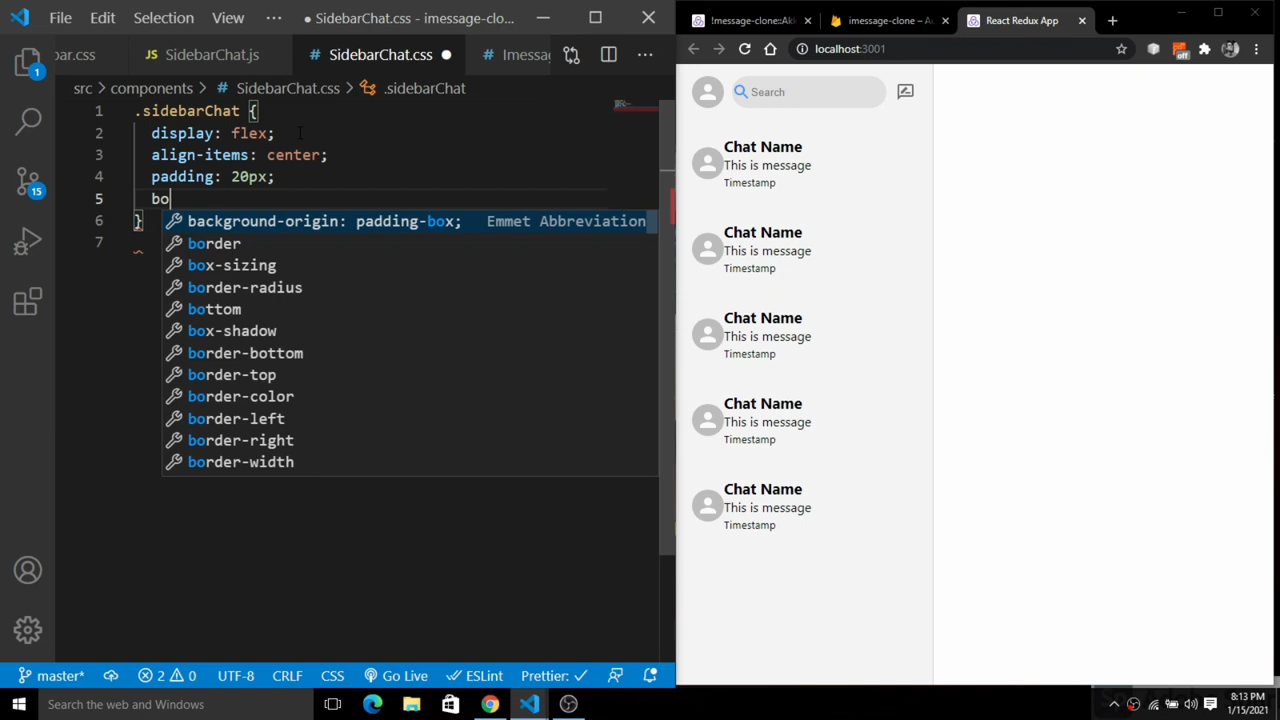 File Edit Selection View ··· ● SidebarChat.css - imessage-clo...
bar.css
JS SidebarChat.js
# SidebarChat.css ●
# Imessa
src > components > # SidebarChat.css > .sidebarChat
1 .sidebarChat {
2 display: flex;
3 align-items: center;
4 padding: 20px;
5 bo
6 }
7
background-origin: padding-box; Emmet Abbreviation
border
box-sizing
border-radius
bottom
box-shadow
border-bottom
border-top
border-color
border-left
border-right
border-width
1
15
master* 2 0 UTF-8 CRLF CSS Go Live ESLint Prettier: ✓
!message-clone::Ak
imessage-clone – A
React Redux App
localhost:3001
off
Search
Chat Name
This is message
Timestamp
Chat Name
This is message
Timestamp
Chat Name
This is message
Timestamp
Chat Name
This is message
Timestamp
Chat Name
This is message
Timestamp
Search the web and Windows
8:13 PM
1/15/2021